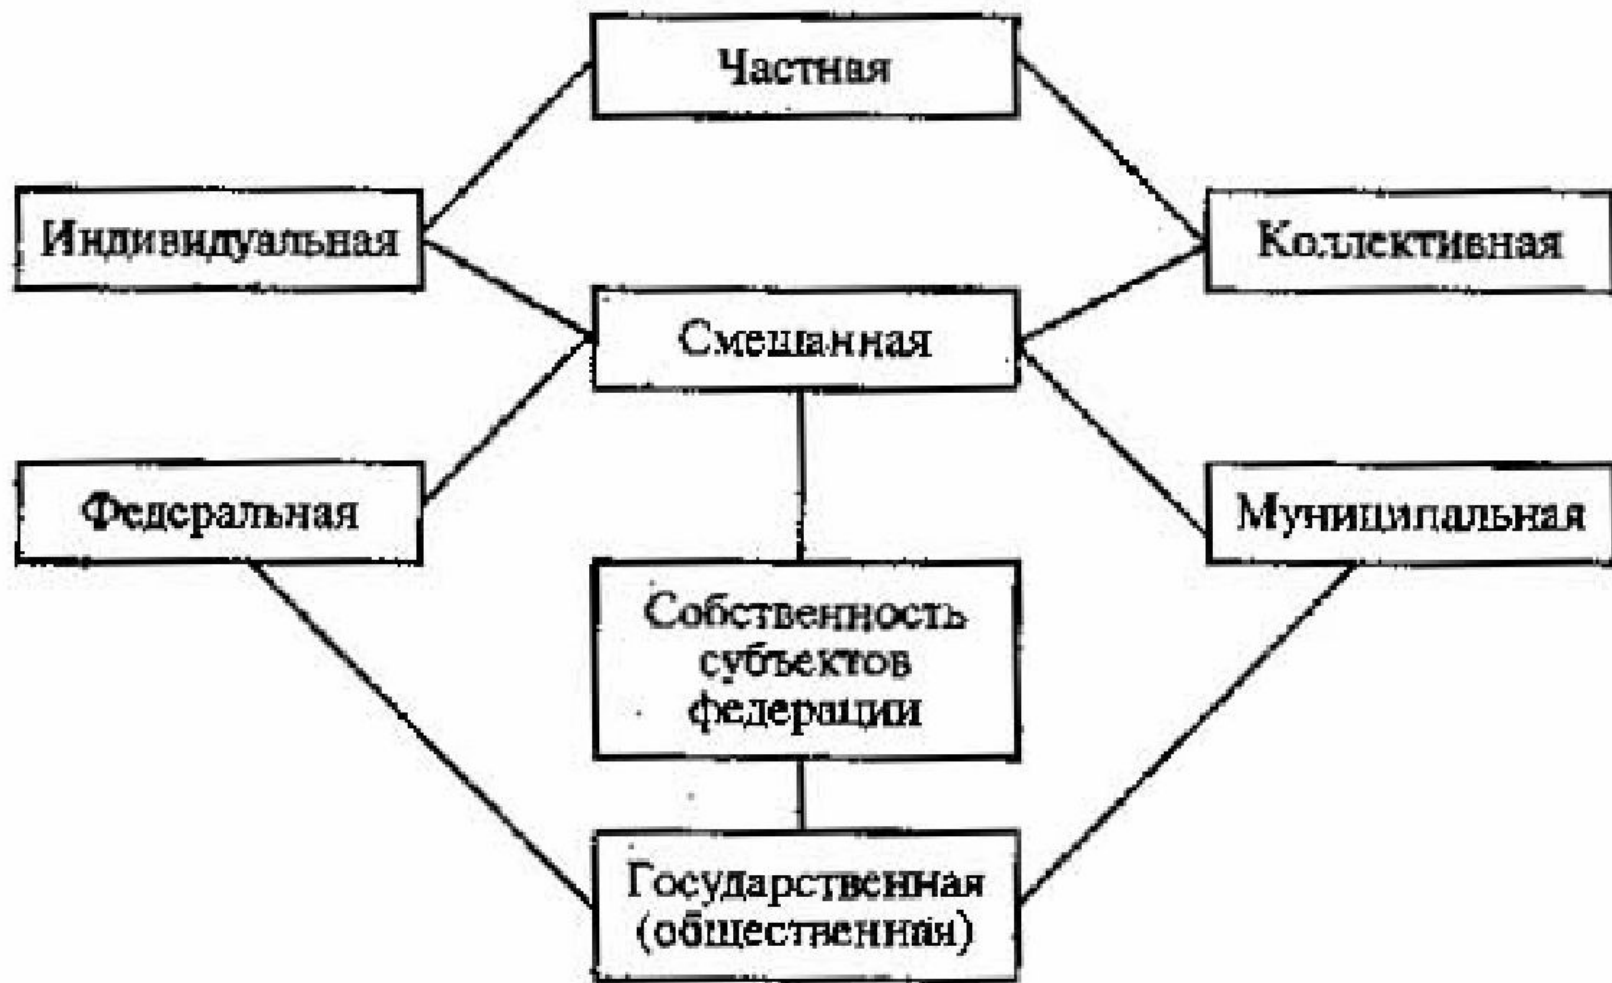 Частная
Индивидуальная
Коллективная
Смешанная
Федеральная
Муниципальная
Собственность
субъектов
федерации
Государственная
(общественная)